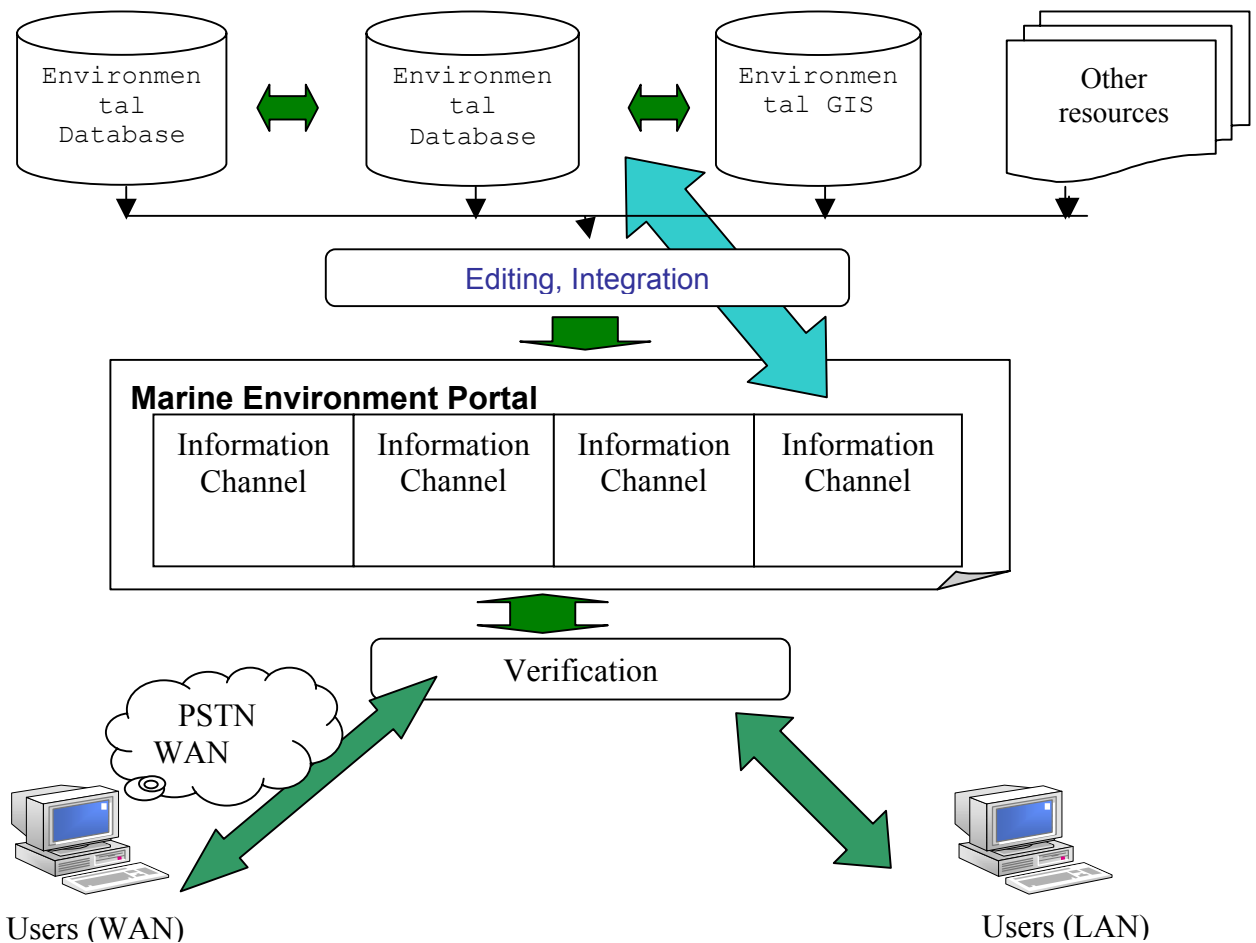 Environmen
tal
Database
Environmen
tal
Database
Environmen
tal GIS
Other
resources
Editing, Integration
Marine Environment Portal
Information
Channel
Information
Channel
Information
Channel
Information
Channel
Verification
PSTN
WAN
Users (WAN)
Users (LAN)